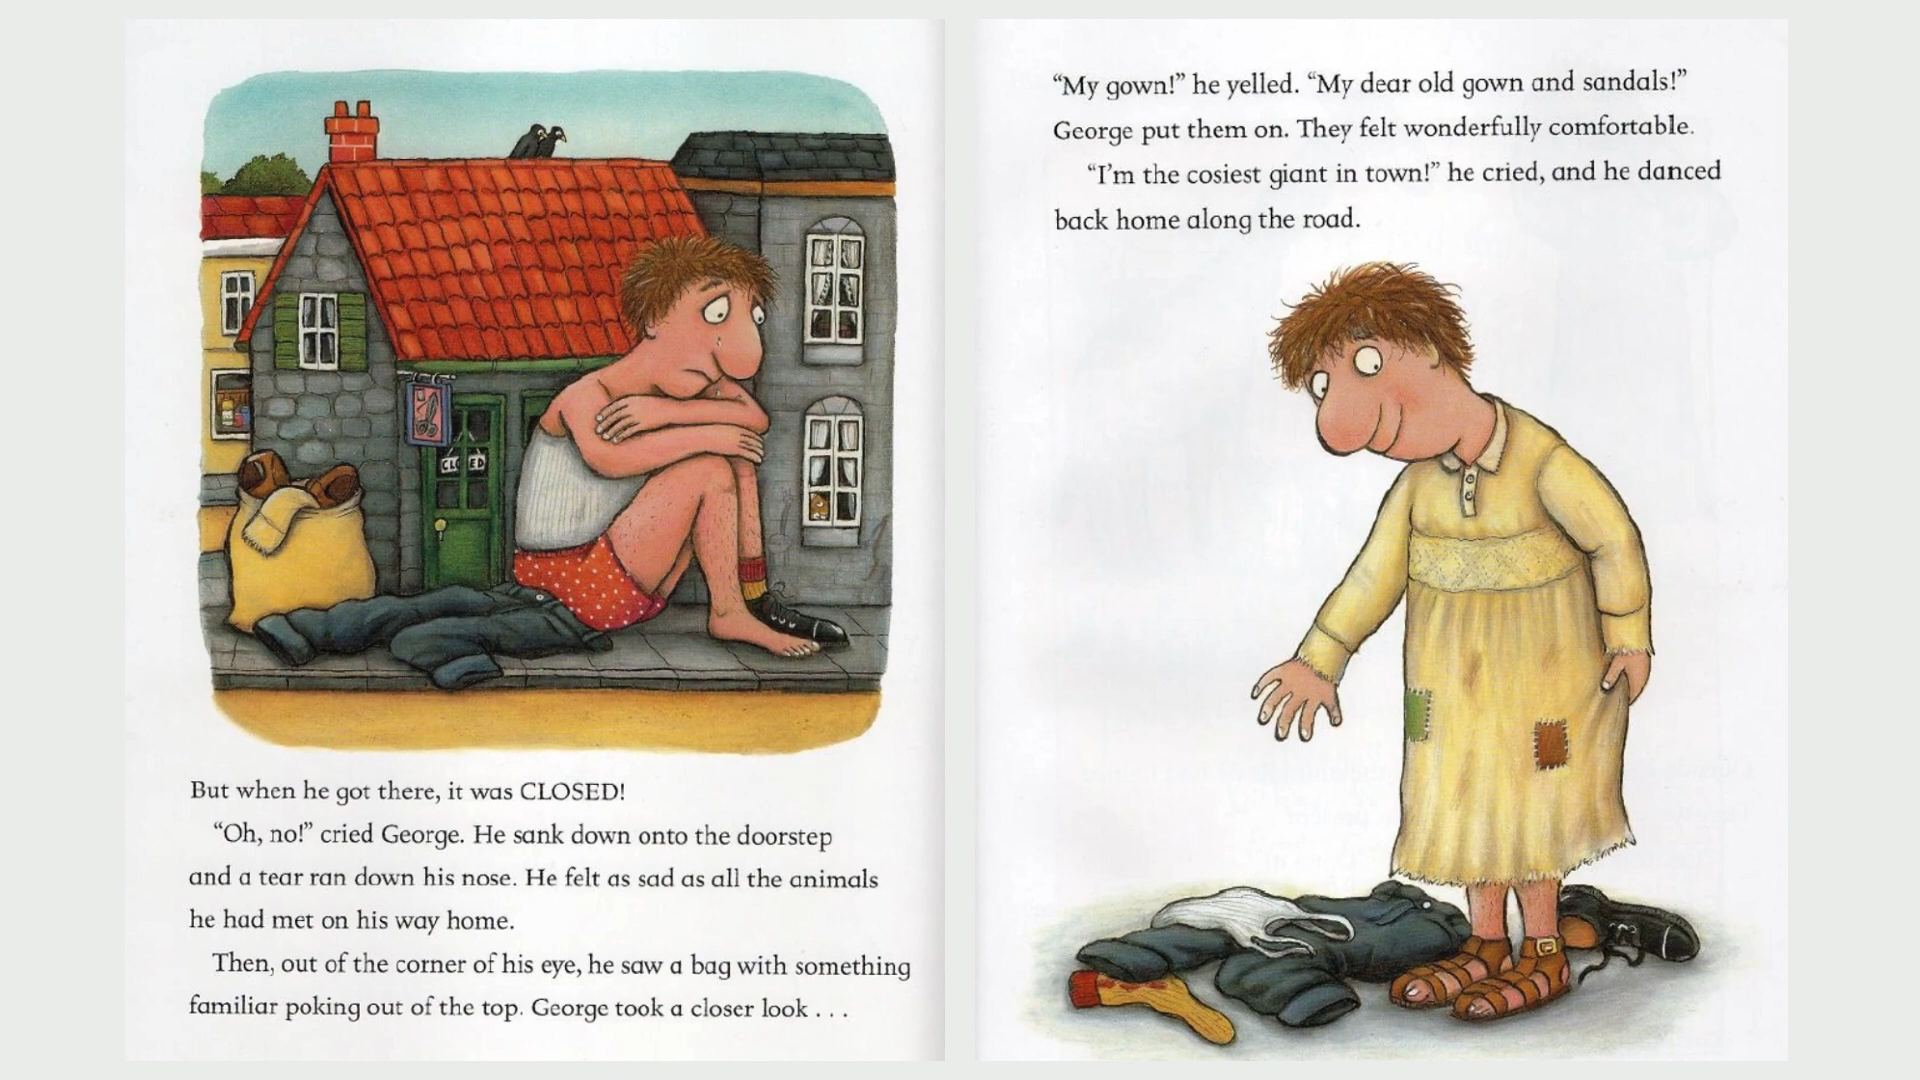 CLOSED
But when he got there, it was CLOSED!
“Oh, no!” cried George. He sank down onto the doorstep
and a tear ran down his nose. He felt as sad as all the animals
he had met on his way home.
Then, out of the corner of his eye, he saw a bag with something
familiar poking out of the top. George took a closer look . . .
“My gown!” he yelled. “My dear old gown and sandals!”
George put them on. They felt wonderfully comfortable.
“I’m the cosiest giant in town!” he cried, and he danced
back home along the road.